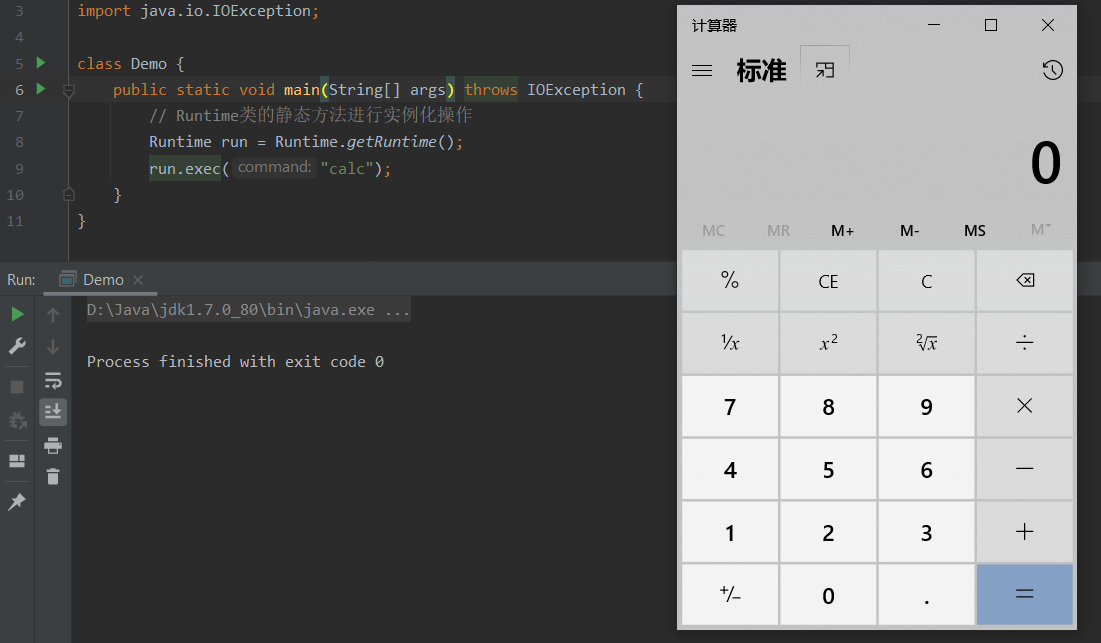 3 import java.io.IOException;
4
5 class Demo {
6 public static void main(String[] args) throws IOException {
7 // Runtime类的静态方法进行实例化操作
8 Runtime run = Runtime.getRuntime();
9 run.exec( command: "calc");
10 }
11 }
Run: Demo
D:\Java\jdk1.7.0_80\bin\java.exe ...
Process finished with exit code 0
计算器
标准
0
MC MR M+ M- MS M˅
% CE C ⌫
¹/x x² ²√x ÷
7 8 9 ×
4 5 6 −
1 2 3 +
+/− 0 . =